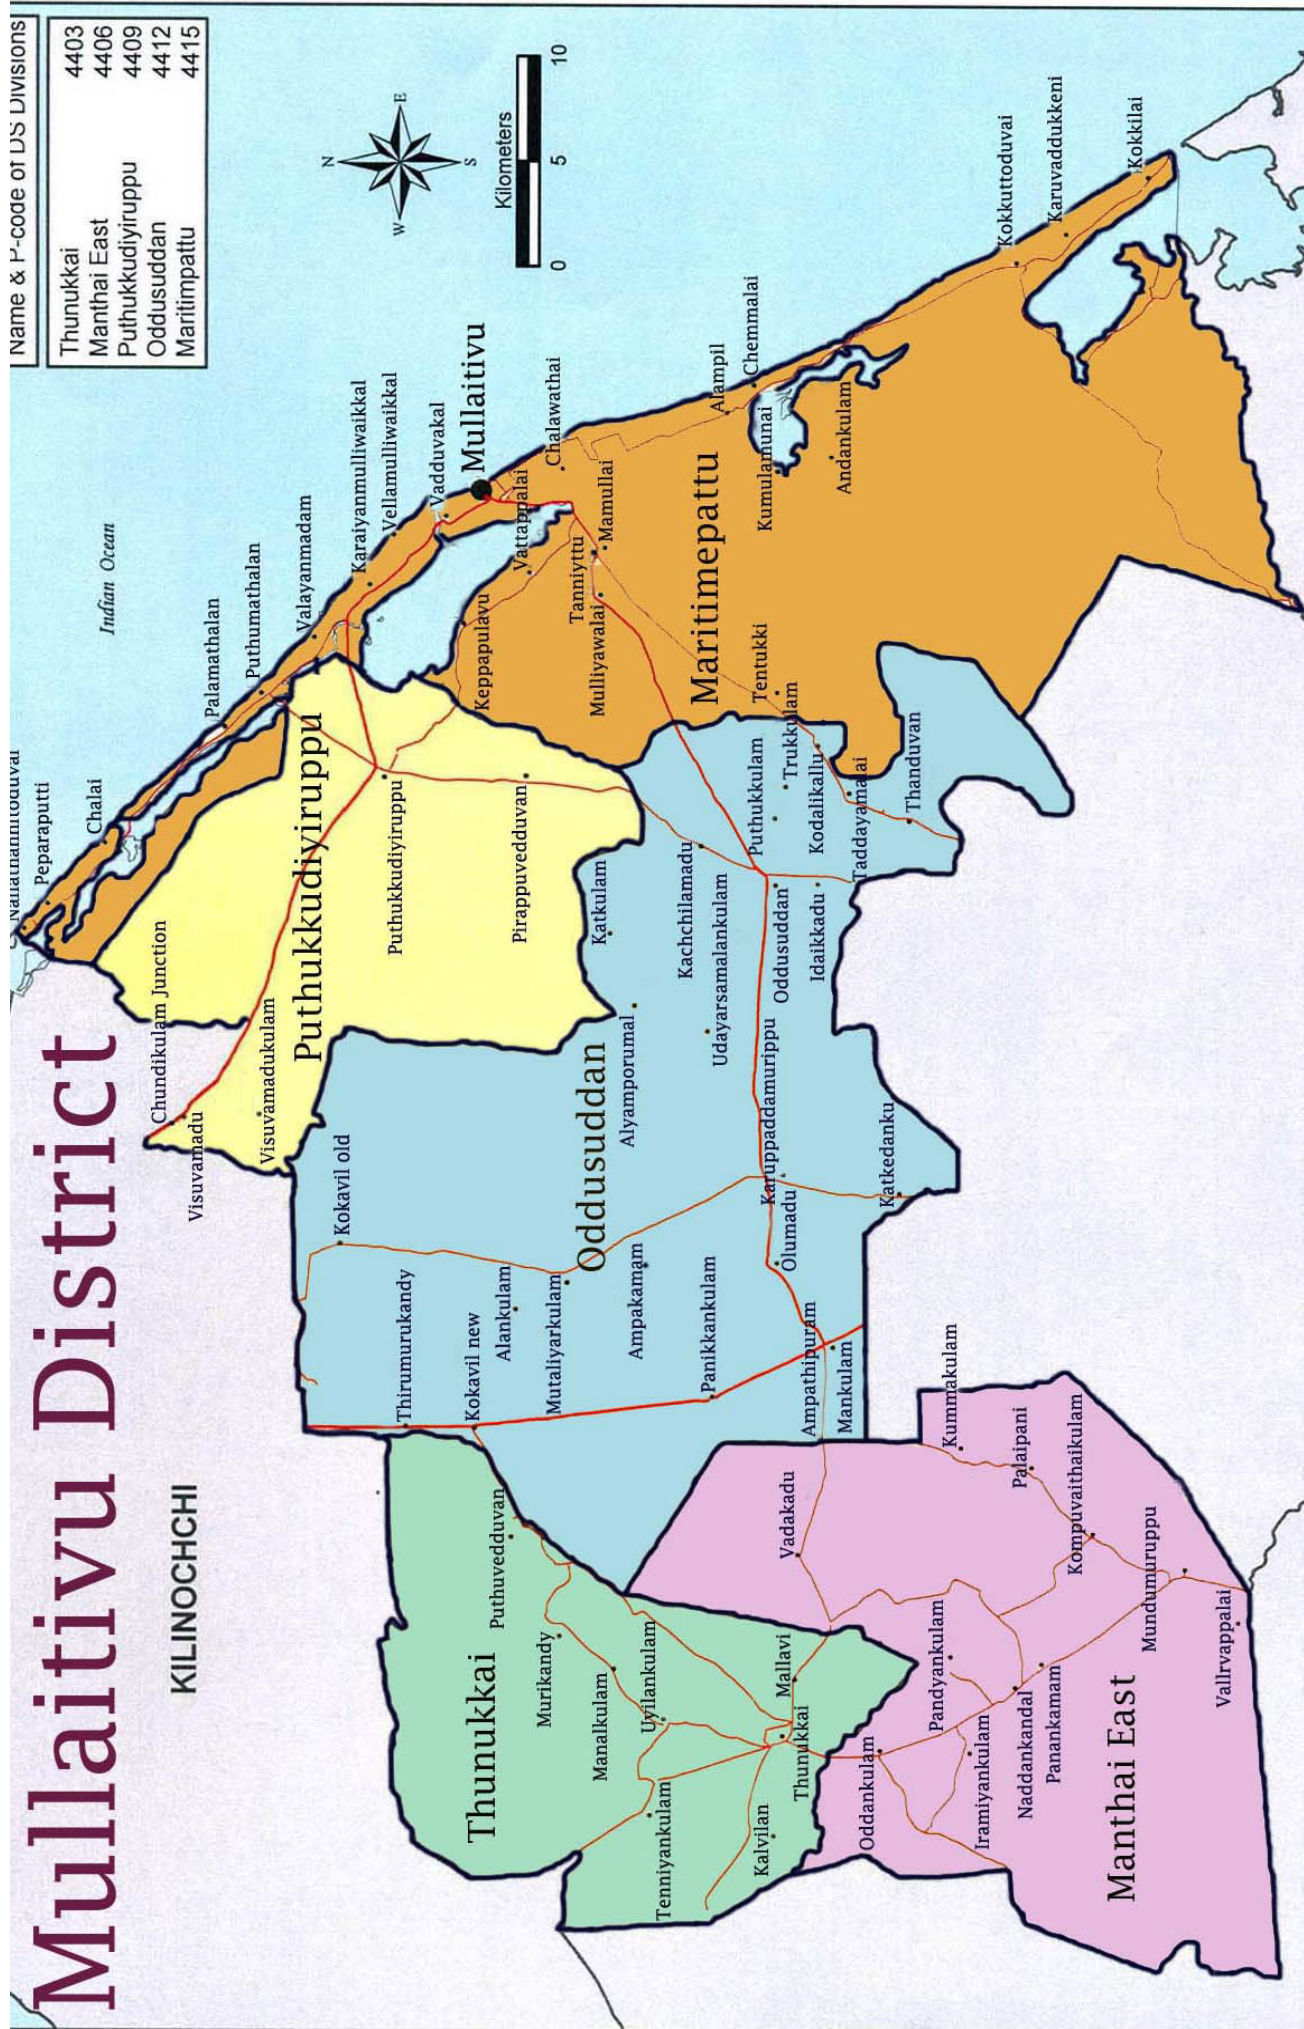 Mullaitivu District
Name & P-code of DS Divisions
Thunukkai 4403
Manthai East 4406
Puthukkudiyiruppu 4409
Oddusuddan 4412
Maritimpattu 4415
KILINOCHCHI
Indian Ocean
N
E
S
W
Kilometers
0 5 10
Peparaputti
Chalai
Palamathalan
Puthumathalan
Valayanmadam
Karaiyanmulliwaikkal
Vellamulliwaikkal
Vadduvakal
Mullaitivu
Chundikulam Junction
Visuvamadu
Visuvamadukulam
Puthukkudiyiruppu
Puthukkudiyiruppu
Pirappuvedduvan
Keppapulavu
Vattappalai
Chalawathai
Tanniyttu
Mamullai
Mulliyawalai
Maritimepattu
Alampil
Chemmalai
Kumulamunai
Andankulam
Kokkuttoduvai
Karuvaddukkeni
Kokkilai
Tentukki
Trukkulam
Puthukkulam
Kodalikallu
Taddayamalai
Thanduvan
Kokavil old
Thirumurukandy
Kokavil new
Alankulam
Mutaliyarkulam
Oddusuddan
Alyamporumal
Katkulam
Kachchilamadu
Udayarsamalankulam
Oddusuddan
Idaikkadu
Ampakamam
Panikkankulam
Karuppaddamurippu
Olumadu
Katkedanku
Ampathipuram
Mankulam
Thunukkai
Puthuvedduvan
Murikandy
Manalkulam
Uyilankulam
Tenniyankulam
Mallavi
Thunukkai
Kalvilan
Vadakadu
Kummakulam
Palaipani
Kompuvaithaikulam
Mundumuruppu
Vallrvappalai
Oddankulam
Pandyankulam
Iramiyankulam
Naddankandal
Panankamam
Manthai East